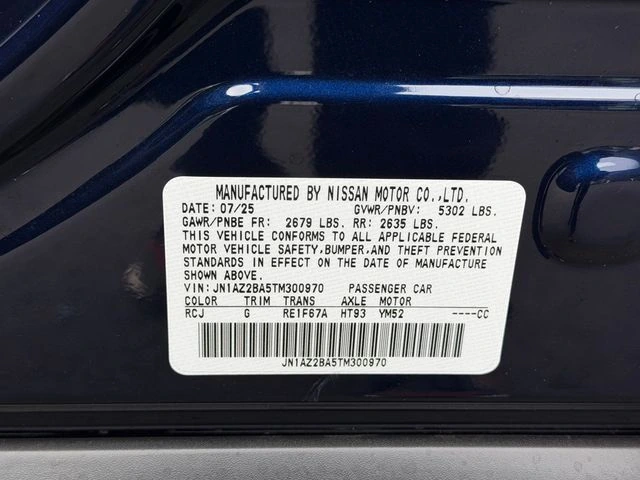 MANUFACTURED BY NISSAN MOTOR CO.,LTD.
DATE: 07/25 GVWR/PNBV: 5302 LBS.
GAWR/PNBE FR: 2679 LBS. RR: 2635 LBS.
THIS VEHICLE CONFORMS TO ALL APPLICABLE FEDERAL
MOTOR VEHICLE SAFETY,BUMPER,AND THEFT PREVENTION
STANDARDS IN EFFECT ON THE DATE OF MANUFACTURE
SHOWN ABOVE.
VIN: JN1AZ2BA5TM300970 PASSENGER CAR
COLOR TRIM TRANS AXLE MOTOR
RCJ G RE1F67A HT93 YM52 ----CC
JN1AZ2BA5TM300970